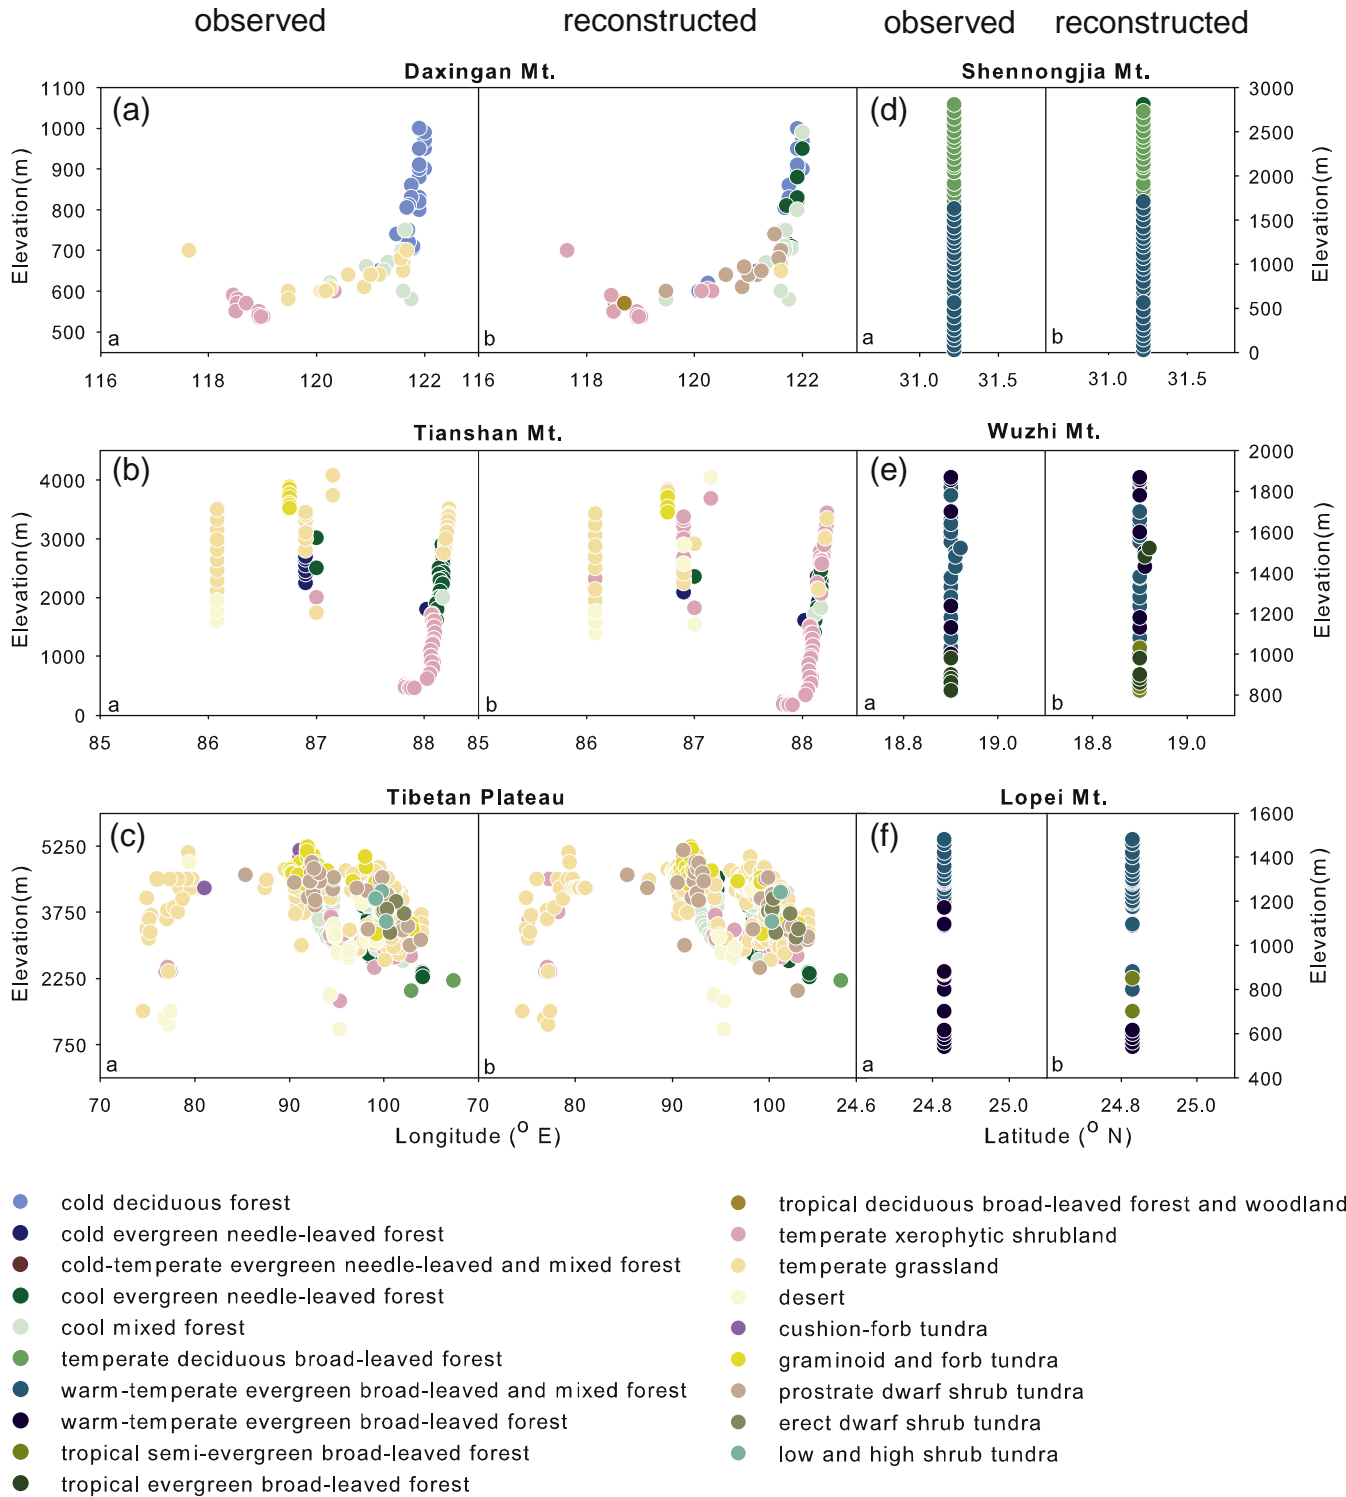 observed reconstructed observed reconstructed
Daxingan Mt. Shennongjia Mt.
(a) (d)
Elevation(m)
1100
1000
900
800
700
600
500
a b a b
116 118 120 122 116 118 120 122 31.0 31.5 31.0 31.5
3000
2500
2000
1500
1000
500
0
Elevation(m)
Tianshan Mt. Wuzhi Mt.
(b) (e)
Elevation(m)
4000
3000
2000
1000
0
a b a b
85 86 87 88 85 86 87 88 18.8 19.0 18.8 19.0
2000
1800
1600
1400
1200
1000
800
Elevation(m)
Tibetan Plateau Lopei Mt.
(c) (f)
Elevation(m)
5250
3750
2250
750
a b a b
70 80 90 100 70 80 90 100 24.6 24.8 25.0 24.8 25.0
1600
1400
1200
1000
800
600
400
Elevation(m)
Longitude (° E) Latitude (° N)
cold deciduous forest
cold evergreen needle-leaved forest
cold-temperate evergreen needle-leaved and mixed forest
cool evergreen needle-leaved forest
cool mixed forest
temperate deciduous broad-leaved forest
warm-temperate evergreen broad-leaved and mixed forest
warm-temperate evergreen broad-leaved forest
tropical semi-evergreen broad-leaved forest
tropical evergreen broad-leaved forest
tropical deciduous broad-leaved forest and woodland
temperate xerophytic shrubland
temperate grassland
desert
cushion-forb tundra
graminoid and forb tundra
prostrate dwarf shrub tundra
erect dwarf shrub tundra
low and high shrub tundra